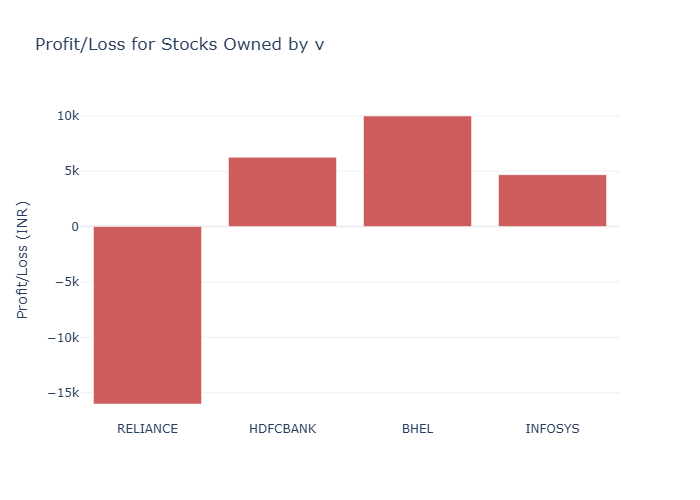 Profit/Loss for Stocks Owned by v
Profit/Loss (INR)
10k
5k
0
−5k
−10k
−15k
RELIANCE
HDFCBANK
BHEL
INFOSYS